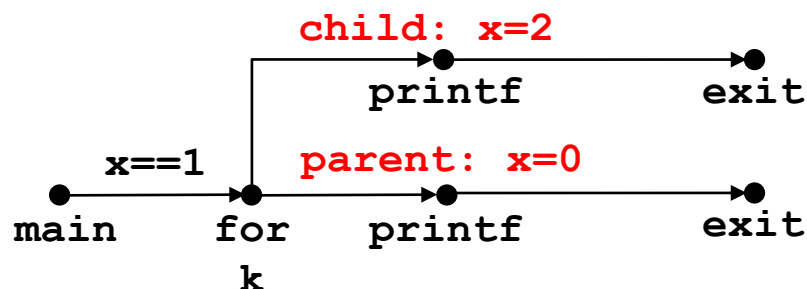 child: x=2
printf exit
x==1 parent: x=0
main for printf exit
k